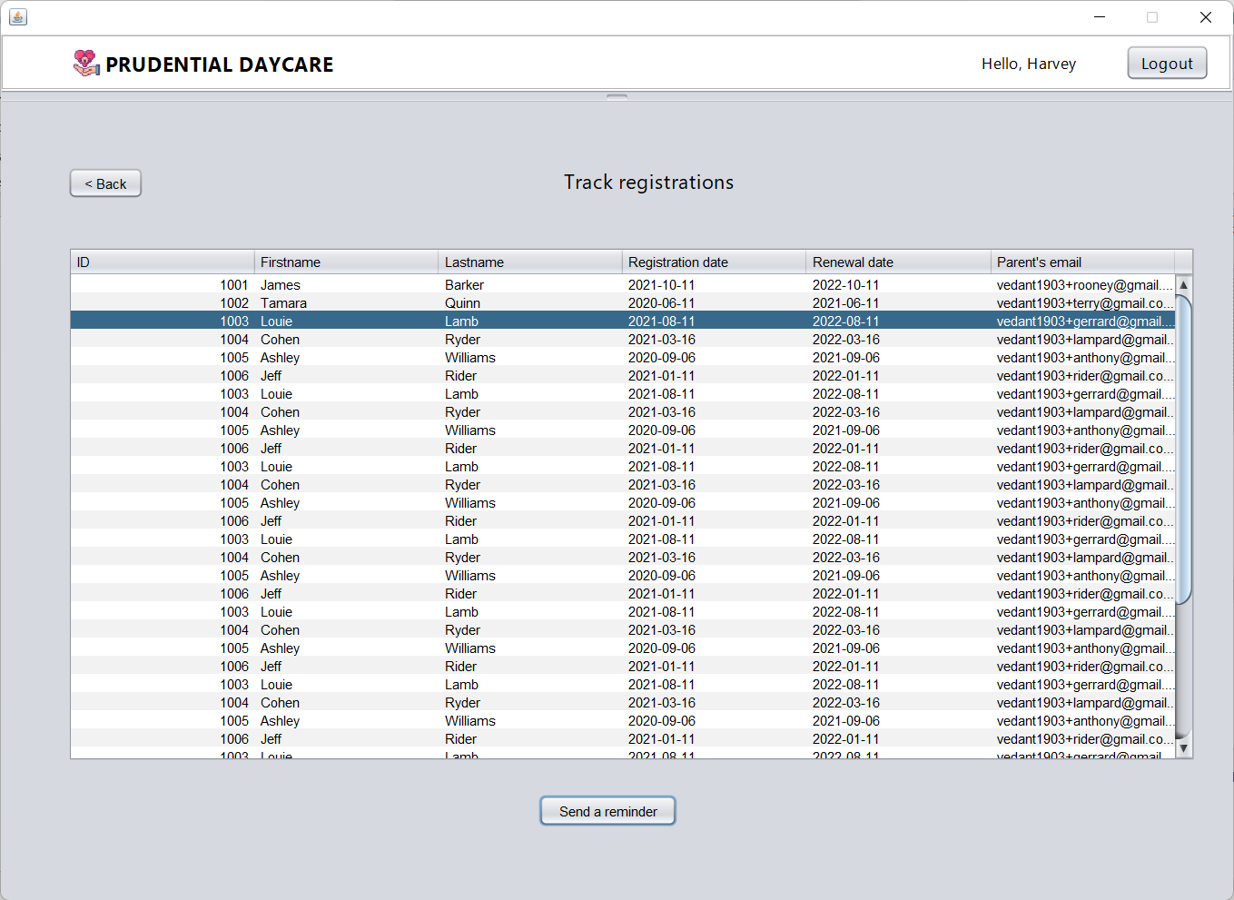 PRUDENTIAL DAYCARE Hello, Harvey Logout
< Back Track registrations
ID Firstname Lastname Registration date Renewal date Parent's email
1001 James Barker 2021-10-11 2022-10-11 vedant1903+rooney@gmail....
1002 Tamara Quinn 2020-06-11 2021-06-11 vedant1903+terry@gmail.co...
1003 Louie Lamb 2021-08-11 2022-08-11 vedant1903+gerrard@gmail....
1004 Cohen Ryder 2021-03-16 2022-03-16 vedant1903+lampard@gmail...
1005 Ashley Williams 2020-09-06 2021-09-06 vedant1903+anthony@gmail...
1006 Jeff Rider 2021-01-11 2022-01-11 vedant1903+rider@gmail.co...
1003 Louie Lamb 2021-08-11 2022-08-11 vedant1903+gerrard@gmail....
1004 Cohen Ryder 2021-03-16 2022-03-16 vedant1903+lampard@gmail...
1005 Ashley Williams 2020-09-06 2021-09-06 vedant1903+anthony@gmail...
1006 Jeff Rider 2021-01-11 2022-01-11 vedant1903+rider@gmail.co...
1003 Louie Lamb 2021-08-11 2022-08-11 vedant1903+gerrard@gmail....
1004 Cohen Ryder 2021-03-16 2022-03-16 vedant1903+lampard@gmail...
1005 Ashley Williams 2020-09-06 2021-09-06 vedant1903+anthony@gmail...
1006 Jeff Rider 2021-01-11 2022-01-11 vedant1903+rider@gmail.co...
1003 Louie Lamb 2021-08-11 2022-08-11 vedant1903+gerrard@gmail....
1004 Cohen Ryder 2021-03-16 2022-03-16 vedant1903+lampard@gmail...
1005 Ashley Williams 2020-09-06 2021-09-06 vedant1903+anthony@gmail...
1006 Jeff Rider 2021-01-11 2022-01-11 vedant1903+rider@gmail.co...
1003 Louie Lamb 2021-08-11 2022-08-11 vedant1903+gerrard@gmail....
1004 Cohen Ryder 2021-03-16 2022-03-16 vedant1903+lampard@gmail...
1005 Ashley Williams 2020-09-06 2021-09-06 vedant1903+anthony@gmail...
1006 Jeff Rider 2021-01-11 2022-01-11 vedant1903+rider@gmail.co...
1003 Louie Lamb 2021-08-11 2022-08-11 vedant1903+gerrard@gmail....
1004 Cohen Ryder 2021-03-16 2022-03-16 vedant1903+lampard@gmail...
1005 Ashley Williams 2020-09-06 2021-09-06 vedant1903+anthony@gmail...
1006 Jeff Rider 2021-01-11 2022-01-11 vedant1903+rider@gmail.co...
1003 Louie Lamb 2021-08-11 2022-08-11 vedant1903+gerrard@gmail....
Send a reminder